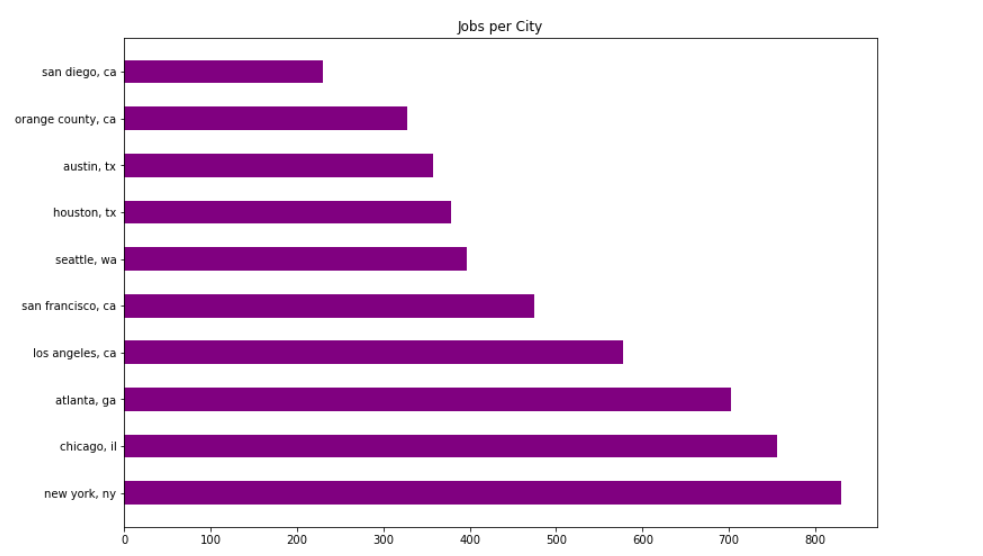 Jobs per City
san diego, ca
orange county, ca
austin, tx
houston, tx
seattle, wa
san francisco, ca
los angeles, ca
atlanta, ga
chicago, il
new york, ny
0 100 200 300 400 500 600 700 800